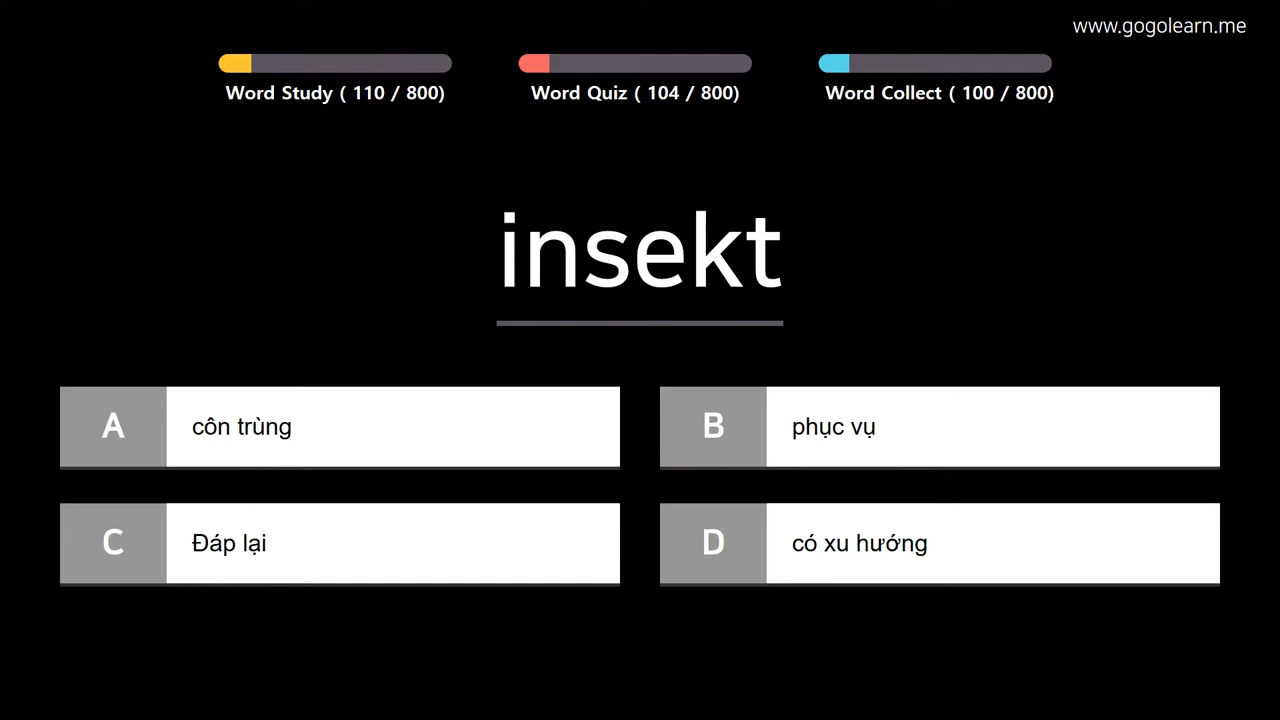 www.gogolearn.me
Word Study ( 110 / 800)
Word Quiz ( 104 / 800)
Word Collect ( 100 / 800)
insekt
A côn trùng
B phục vụ
C Đáp lại
D có xu hướng